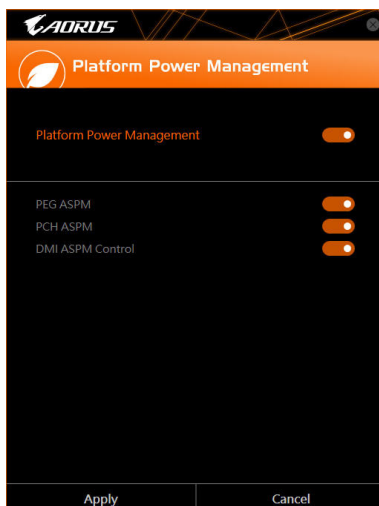 AORUS
Platform Power Management
Platform Power Management
PEG ASPM
PCH ASPM
DMI ASPM Control
Apply
Cancel